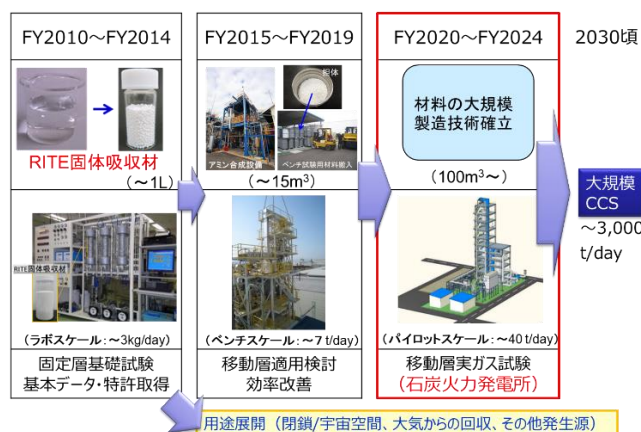 FY2010～FY2014
RITE固体吸収材
(～1L)
RITE固体吸収材
(ラボスケール：～3kg/day)
固定層基礎試験
基本データ・特許取得
FY2015～FY2019
担体
アミン合成設備
ベンチ試験用材料搬入
(～15m³)
(ベンチスケール：～7 t/day)
移動層適用検討
効率改善
FY2020～FY2024
材料の大規模
製造技術確立
(100m³～)
(パイロットスケール：～40 t/day)
移動層実ガス試験
(石炭火力発電所)
2030頃
大規模
CCS
～3,000
t/day
用途展開（閉鎖/宇宙空間、大気からの回収、その他発生源）